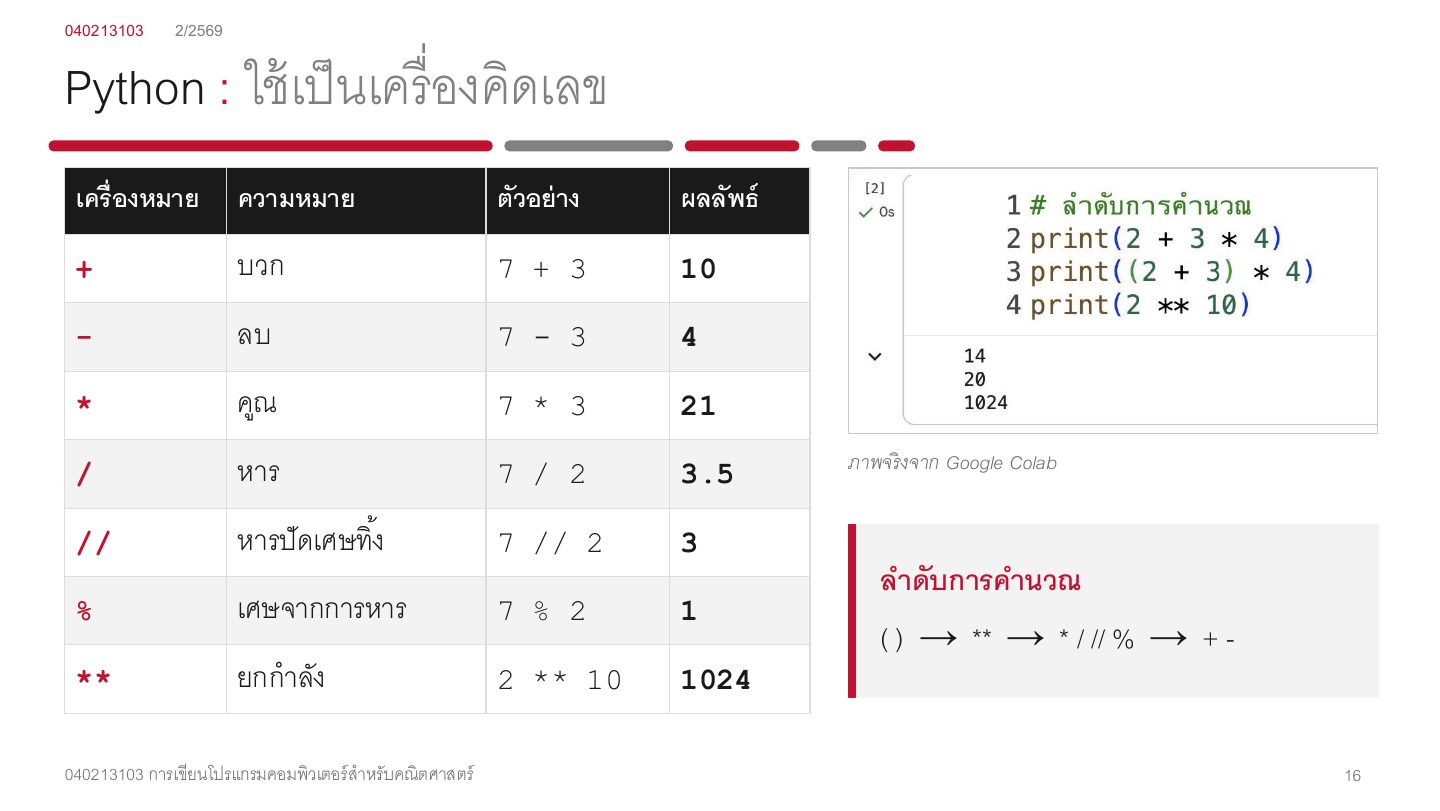 040213103 2/2569
Python : ใช้เป็นเครื่องคิดเลข
เครื่องหมาย ความหมาย ตัวอย่าง ผลลัพธ์
+ บวก 7 + 3 10
- ลบ 7 - 3 4
* คูณ 7 * 3 21
/ หาร 7 / 2 3.5
// หารปัดเศษทิ้ง 7 // 2 3
% เศษจากการหาร 7 % 2 1
** ยกกำลัง 2 ** 10 1024
[2]
0s
1 # ลำดับการคำนวณ
2 print(2 + 3 * 4)
3 print((2 + 3) * 4)
4 print(2 ** 10)
14
20
1024
ภาพจริงจาก Google Colab
ลำดับการคำนวณ
( ) → ** → * / // % → + -
040213103 การเขียนโปรแกรมคอมพิวเตอร์สำหรับคณิตศาสตร์ 16